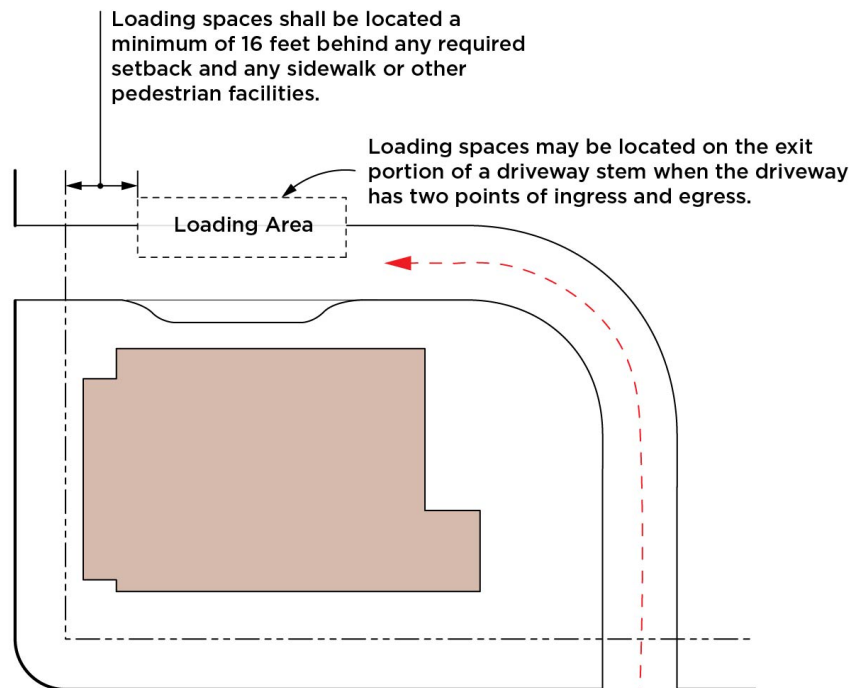 Loading spaces shall be located a
minimum of 16 feet behind any required
setback and any sidewalk or other
pedestrian facilities.
Loading spaces may be located on the exit
portion of a driveway stem when the driveway
has two points of ingress and egress.
Loading Area